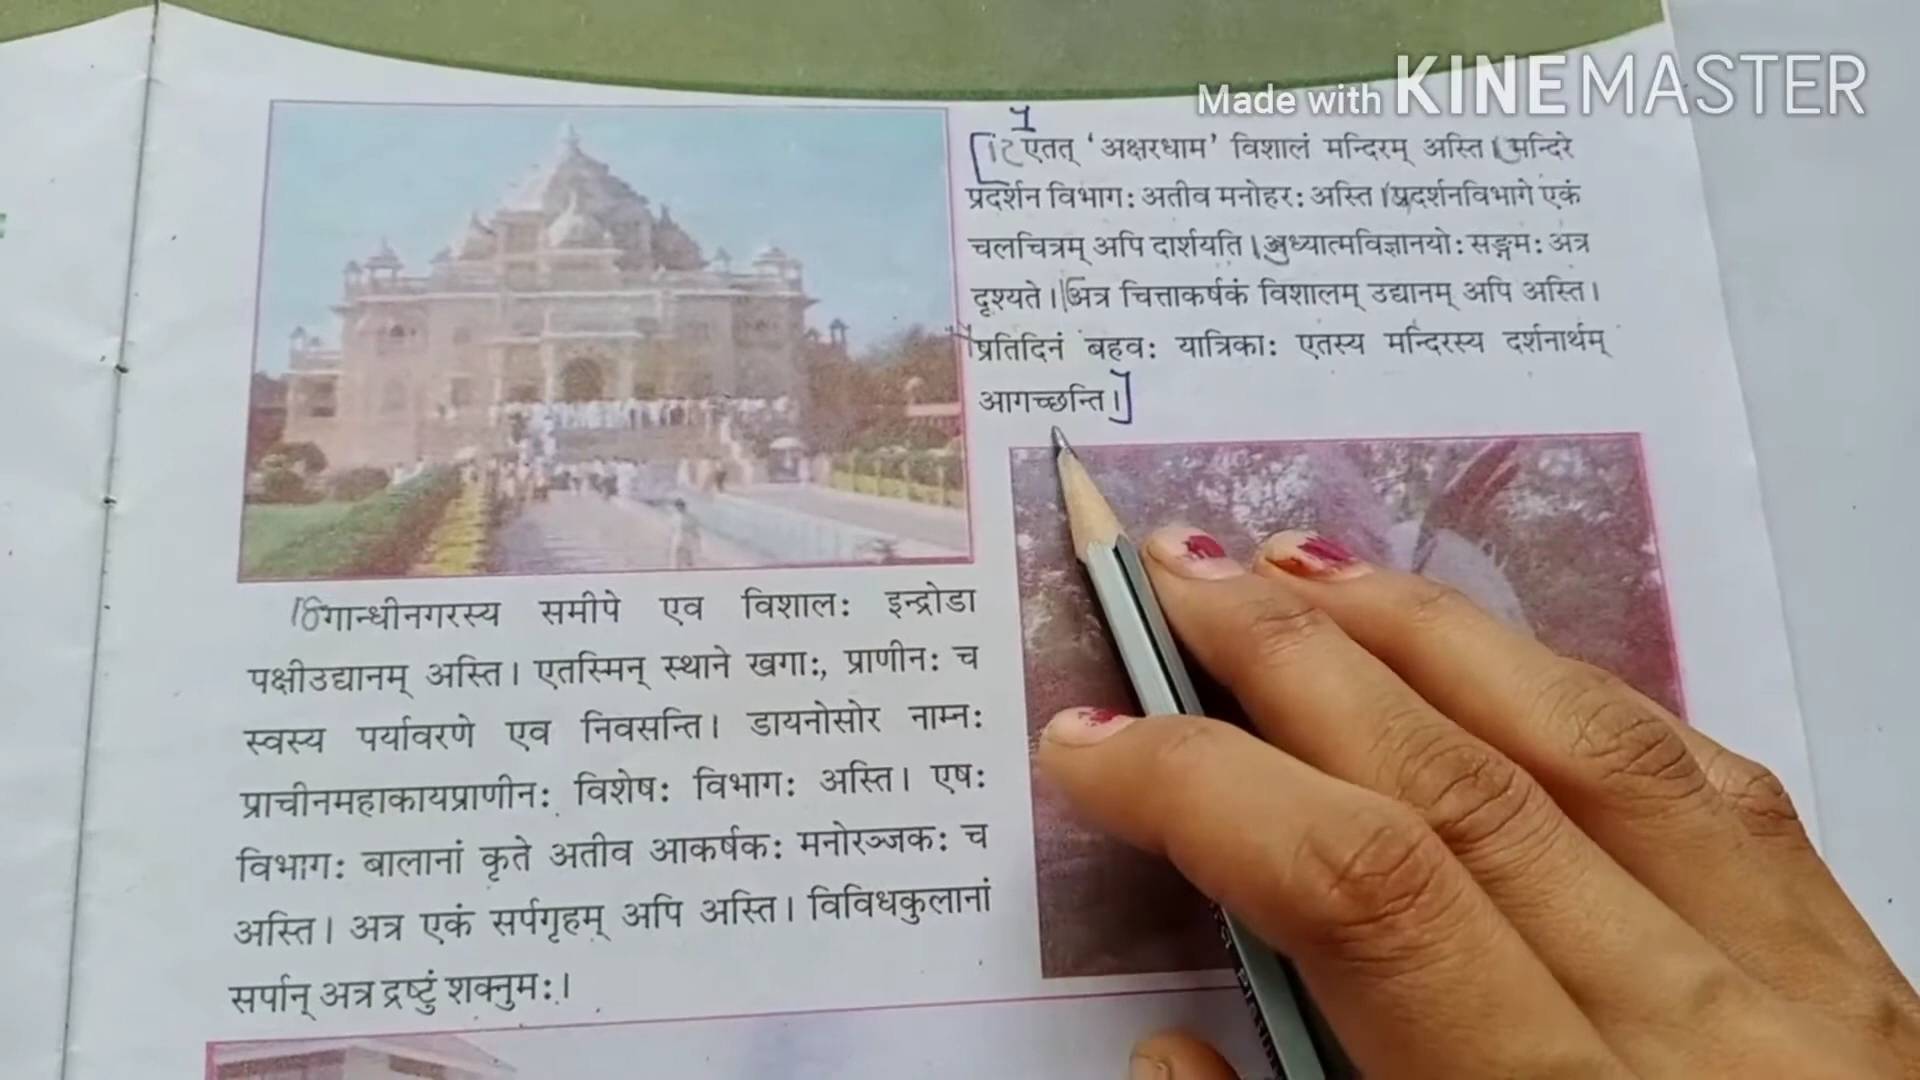 Made with KINEMASTER
एतत् ‘अक्षरधाम’ विशालं मन्दिरम् अस्ति। मन्दिरे
प्रदर्शन विभागः अतीव मनोहरः अस्ति। प्रदर्शनविभागे एकं
चलचित्रम् अपि दार्शयति। अध्यात्मविज्ञानयोः सङ्गमः अत्र
दृश्यते। अत्र चित्ताकर्षकं विशालम् उद्यानम् अपि अस्ति।
प्रतिदिनं बहवः यात्रिकाः एतस्य मन्दिरस्य दर्शनार्थम्
आगच्छन्ति।
गान्धीनगरस्य समीपे एव विशालः इन्द्रोडा
पक्षीउद्यानम् अस्ति। एतस्मिन् स्थाने खगाः, प्राणीनः च
स्वस्य पर्यावरणे एव निवसन्ति। डायनोसोर नाम्नः
प्राचीनमहाकायप्राणीनः विशेषः विभागः अस्ति। एषः
विभागः बालानां कृते अतीव आकर्षकः मनोरञ्जकः च
अस्ति। अत्र एकं सर्पगृहम् अपि अस्ति। विविधकुलानां
सर्पान् अत्र द्रष्टुं शक्नुमः।